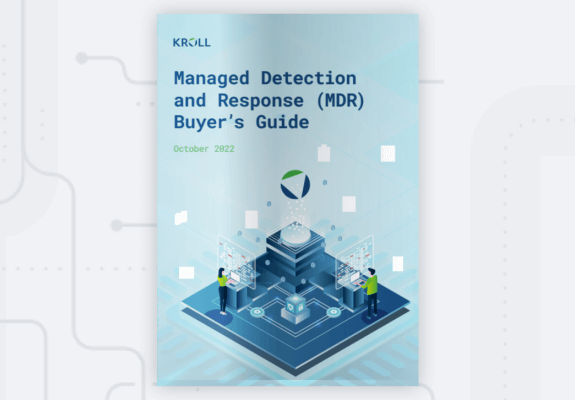 KROLL
Managed Detection
and Response (MDR)
Buyer's Guide
October 2022